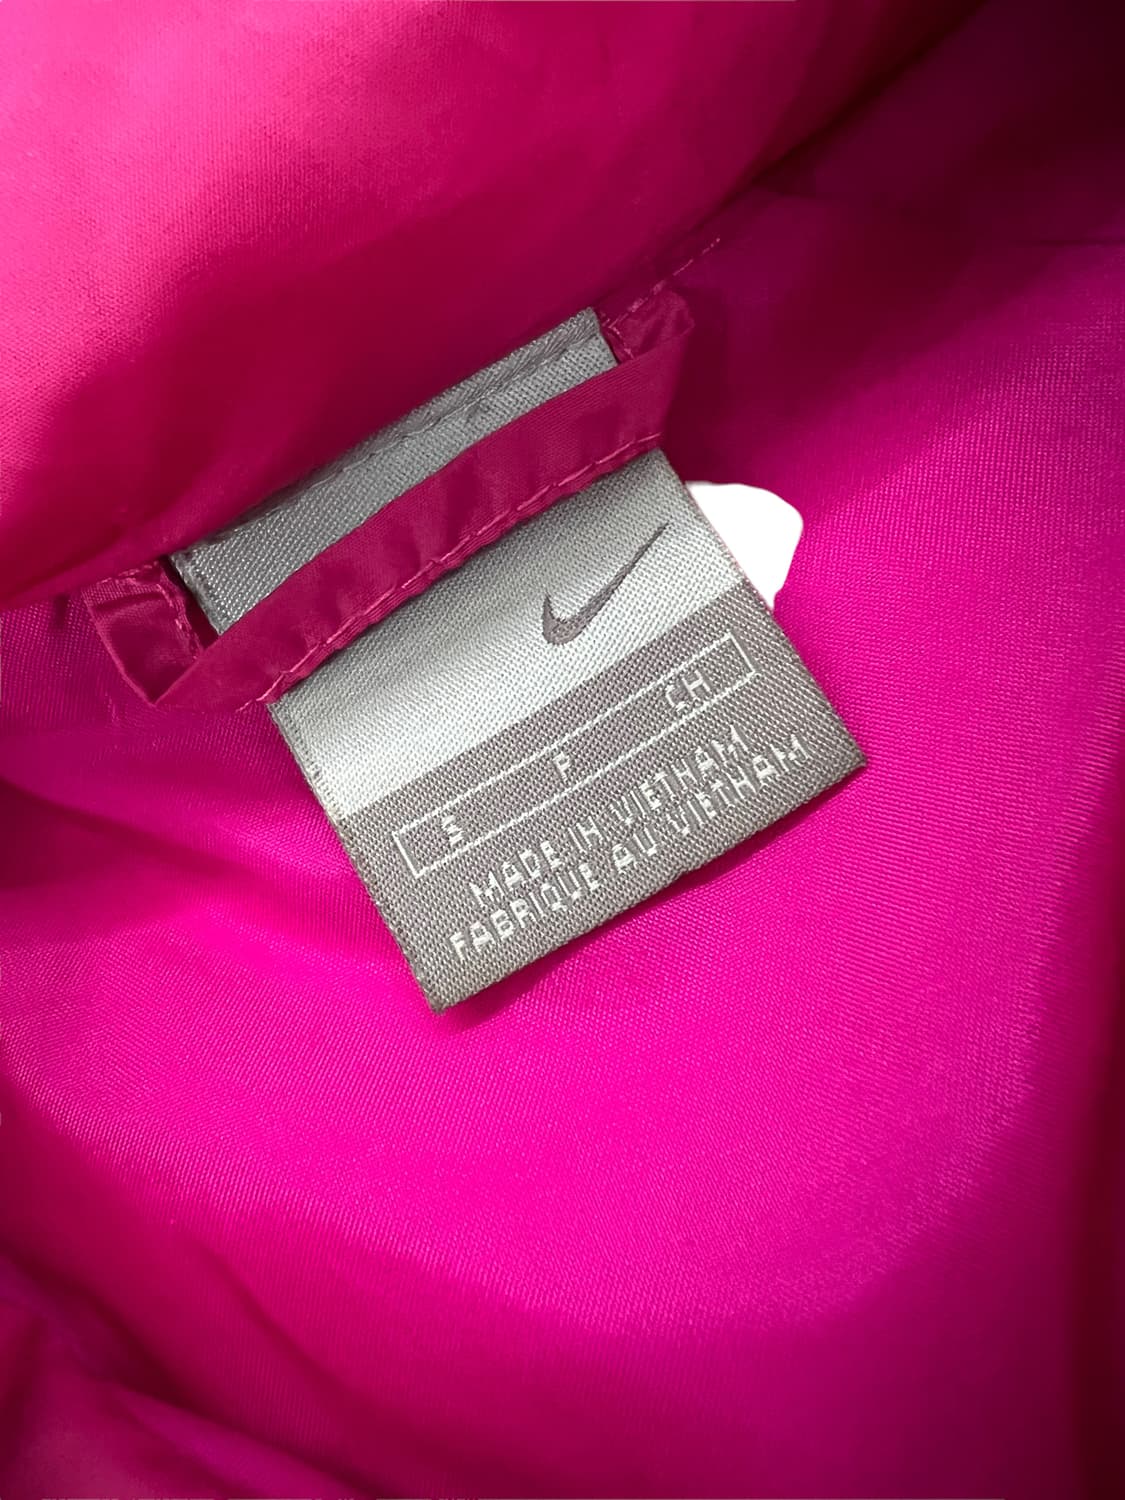 S P CH
MADE IN VIETNAM
FABRIQUE AU VIETNAM